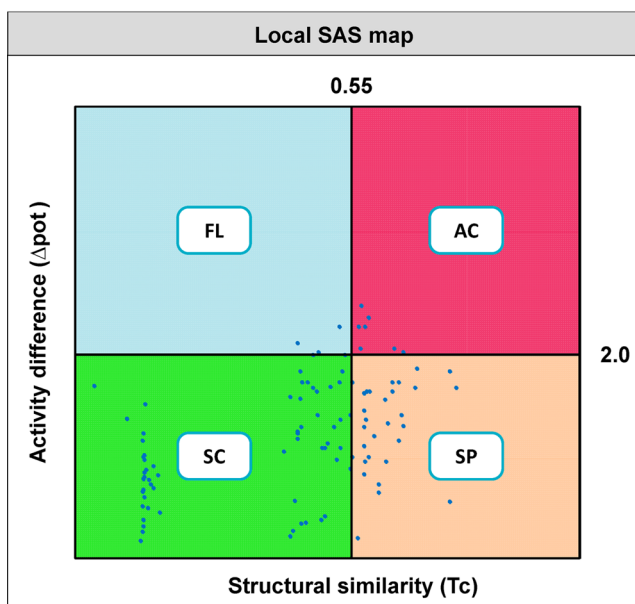 Local SAS map
0.55
FL
AC
Activity difference (Δpot)
2.0
SC
SP
Structural similarity (Tc)